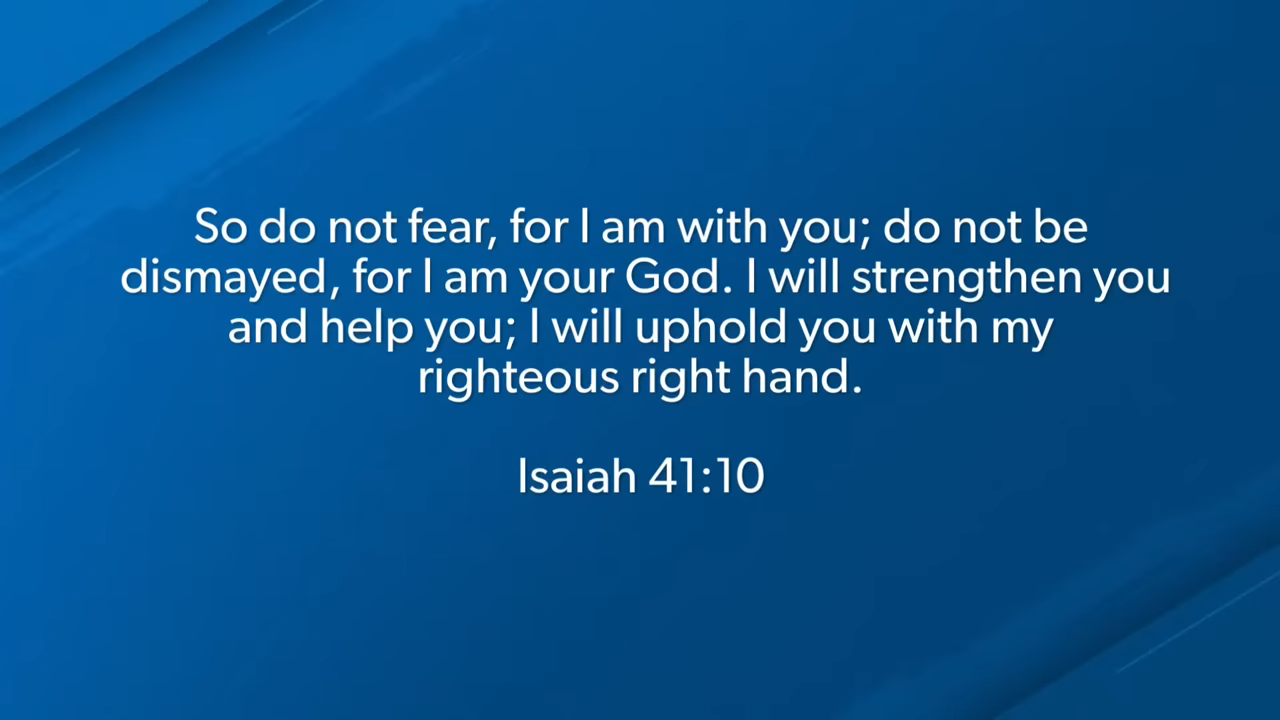 So do not fear, for I am with you; do not be
dismayed, for I am your God. I will strengthen you
and help you; I will uphold you with my
righteous right hand.
Isaiah 41:10